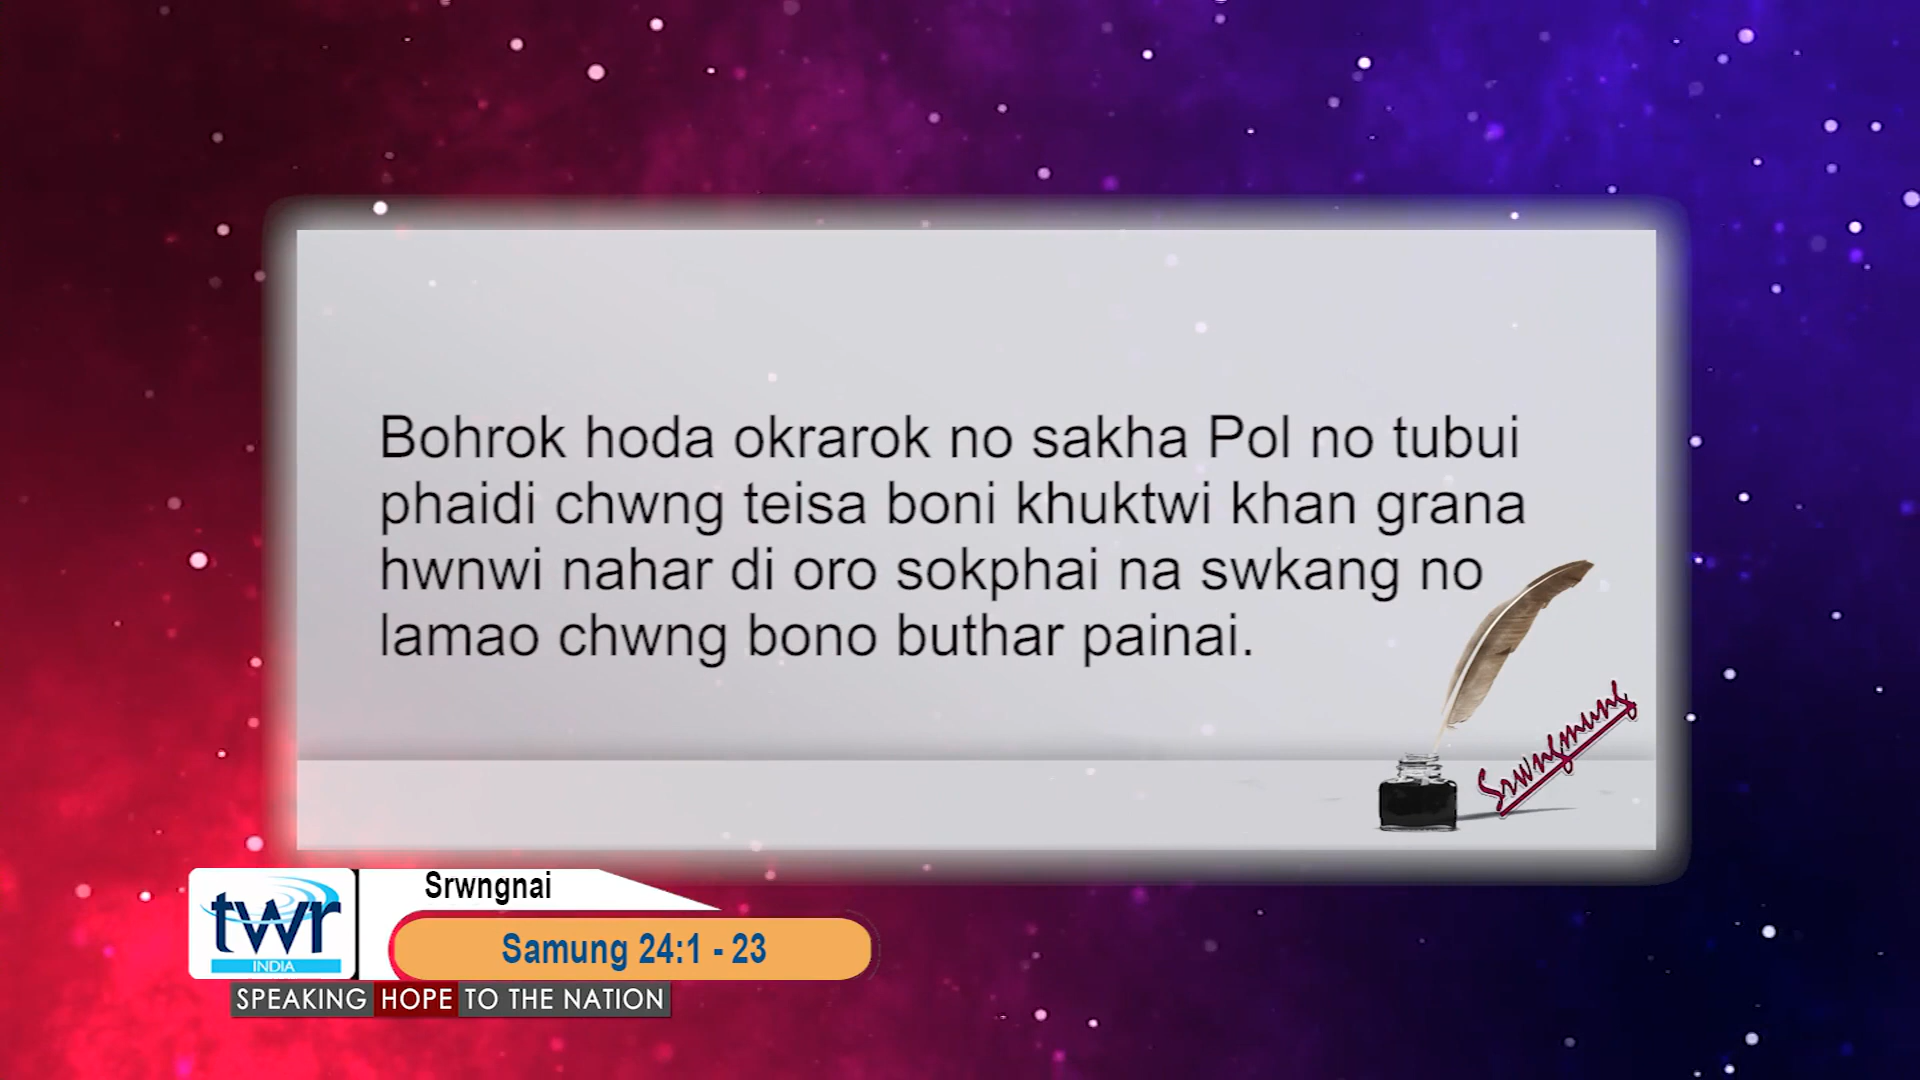 Bohrok hoda okrarok no sakha Pol no tubui
phaidi chwng teisa boni khuktwi khan grana
hwnwi nahar di oro sokphai na swkang no
lamao chwng bono buthar painai.
Srwngmung
Srwngnai
twr
INDIA
Samung 24:1 - 23
SPEAKING HOPE TO THE NATION